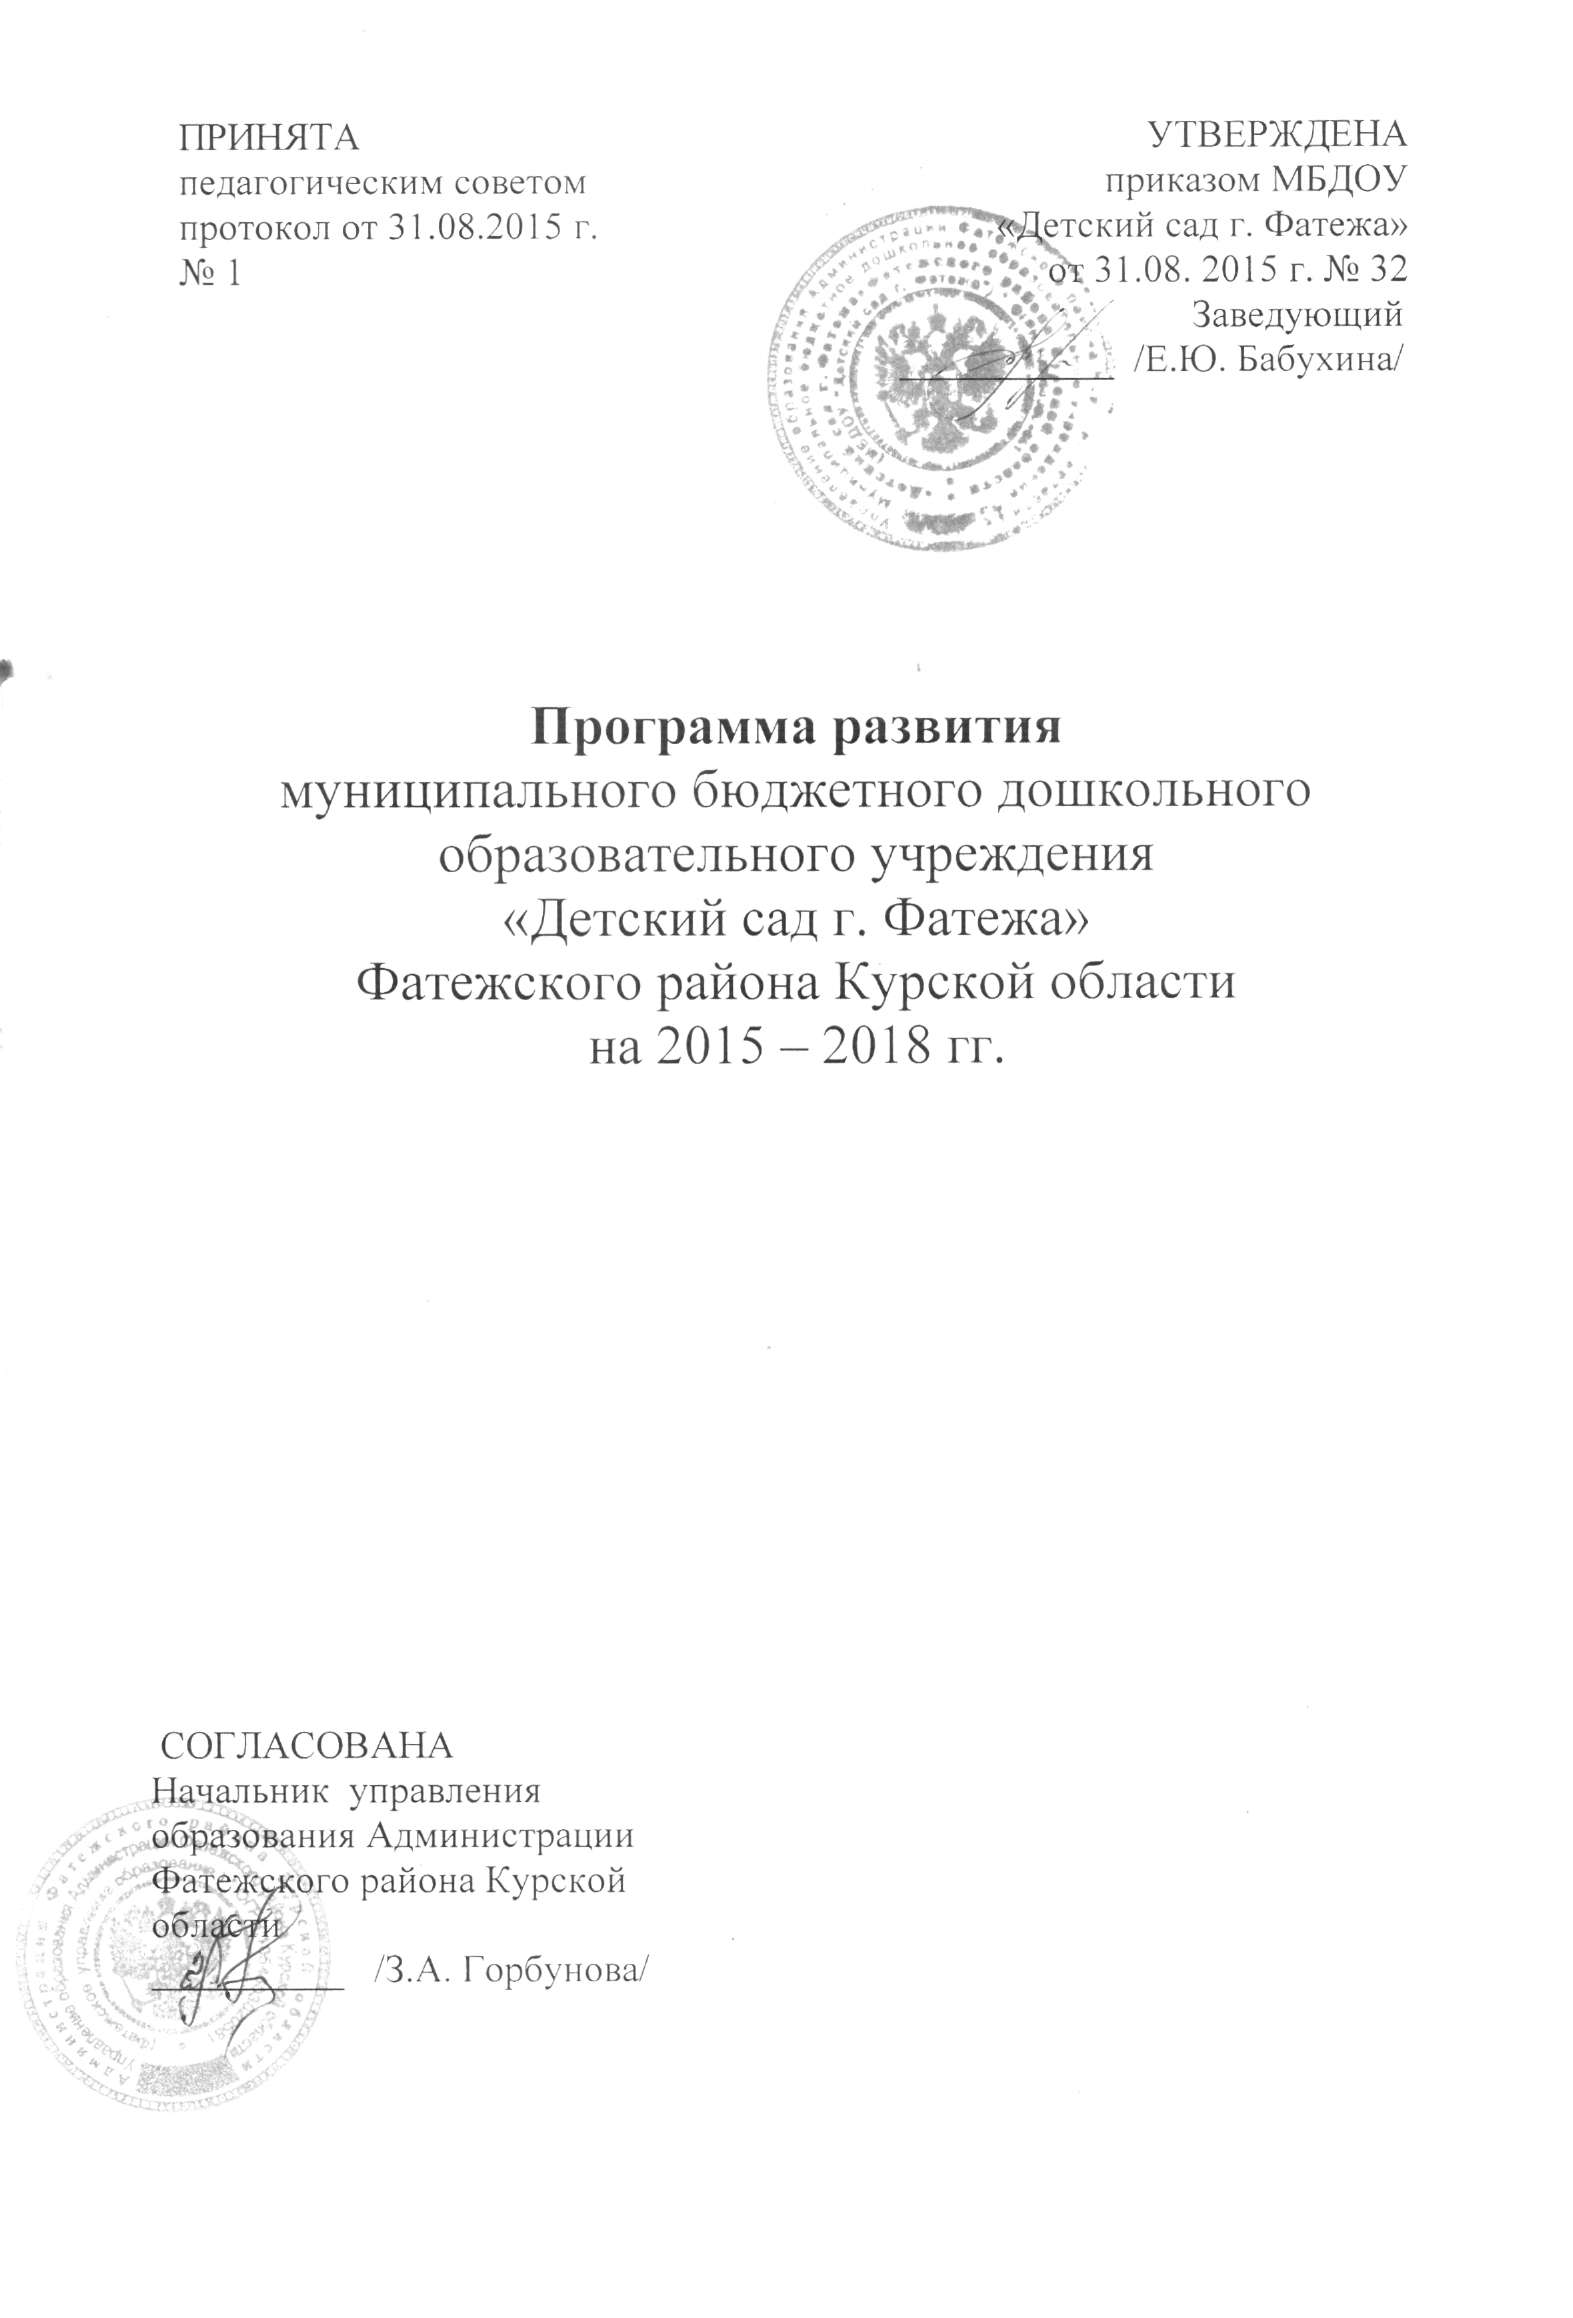 ПРИНЯТА
педагогическим советом
протокол от 31.08.2015 г.
№ 1
УТВЕРЖДЕНА
приказом МБДОУ
«Детский сад г. Фатежа»
от 31.08. 2015 г. № 32
Заведующий
/Е.Ю. Бабухина/
Программа развития
муниципального бюджетного дошкольного
образовательного учреждения
«Детский сад г. Фатежа»
Фатежского района Курской области
на 2015 – 2018 гг.
СОГЛАСОВАНА
Начальник управления
образования Администрации
Фатежского района Курской
области
/З.А. Горбунова/